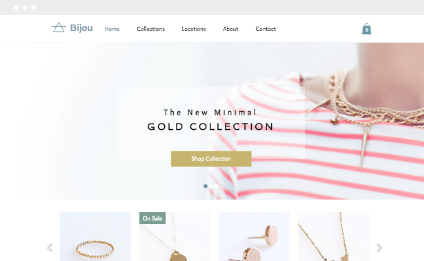 Bijou
Home Collections Locations About Contact
0
The New Minimal
GOLD COLLECTION
Shop Collection
On Sale